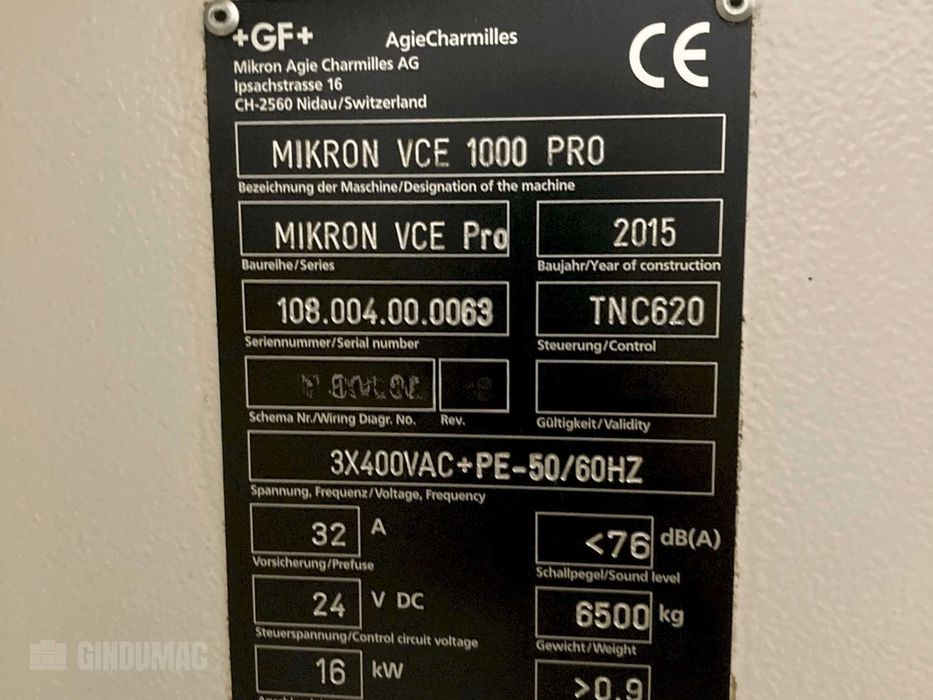 +GF+ AgieCharmilles
Mikron Agie Charmilles AG
Ipsachstrasse 16
CH-2560 Nidau/Switzerland
CE
MIKRON VCE 1000 PRO
Bezeichnung der Maschine/Designation of the machine
MIKRON VCE Pro 2015
Baureihe/Series Baujahr/Year of construction
108.004.00.0063 TNC620
Seriennummer/Serial number Steuerung/Control
Schema Nr./Wiring Diagr. No. Rev. Gültigkeit/Validity
3X400VAC+PE-50/60HZ
Spannung, Frequenz/Voltage, Frequency
32 A <76 dB(A)
Vorsicherung/Prefuse Schallpegel/Sound level
24 V DC 6500 kg
Steuerspannung/Control circuit voltage Gewicht/Weight
16 kW >0.9
GINDUMAC